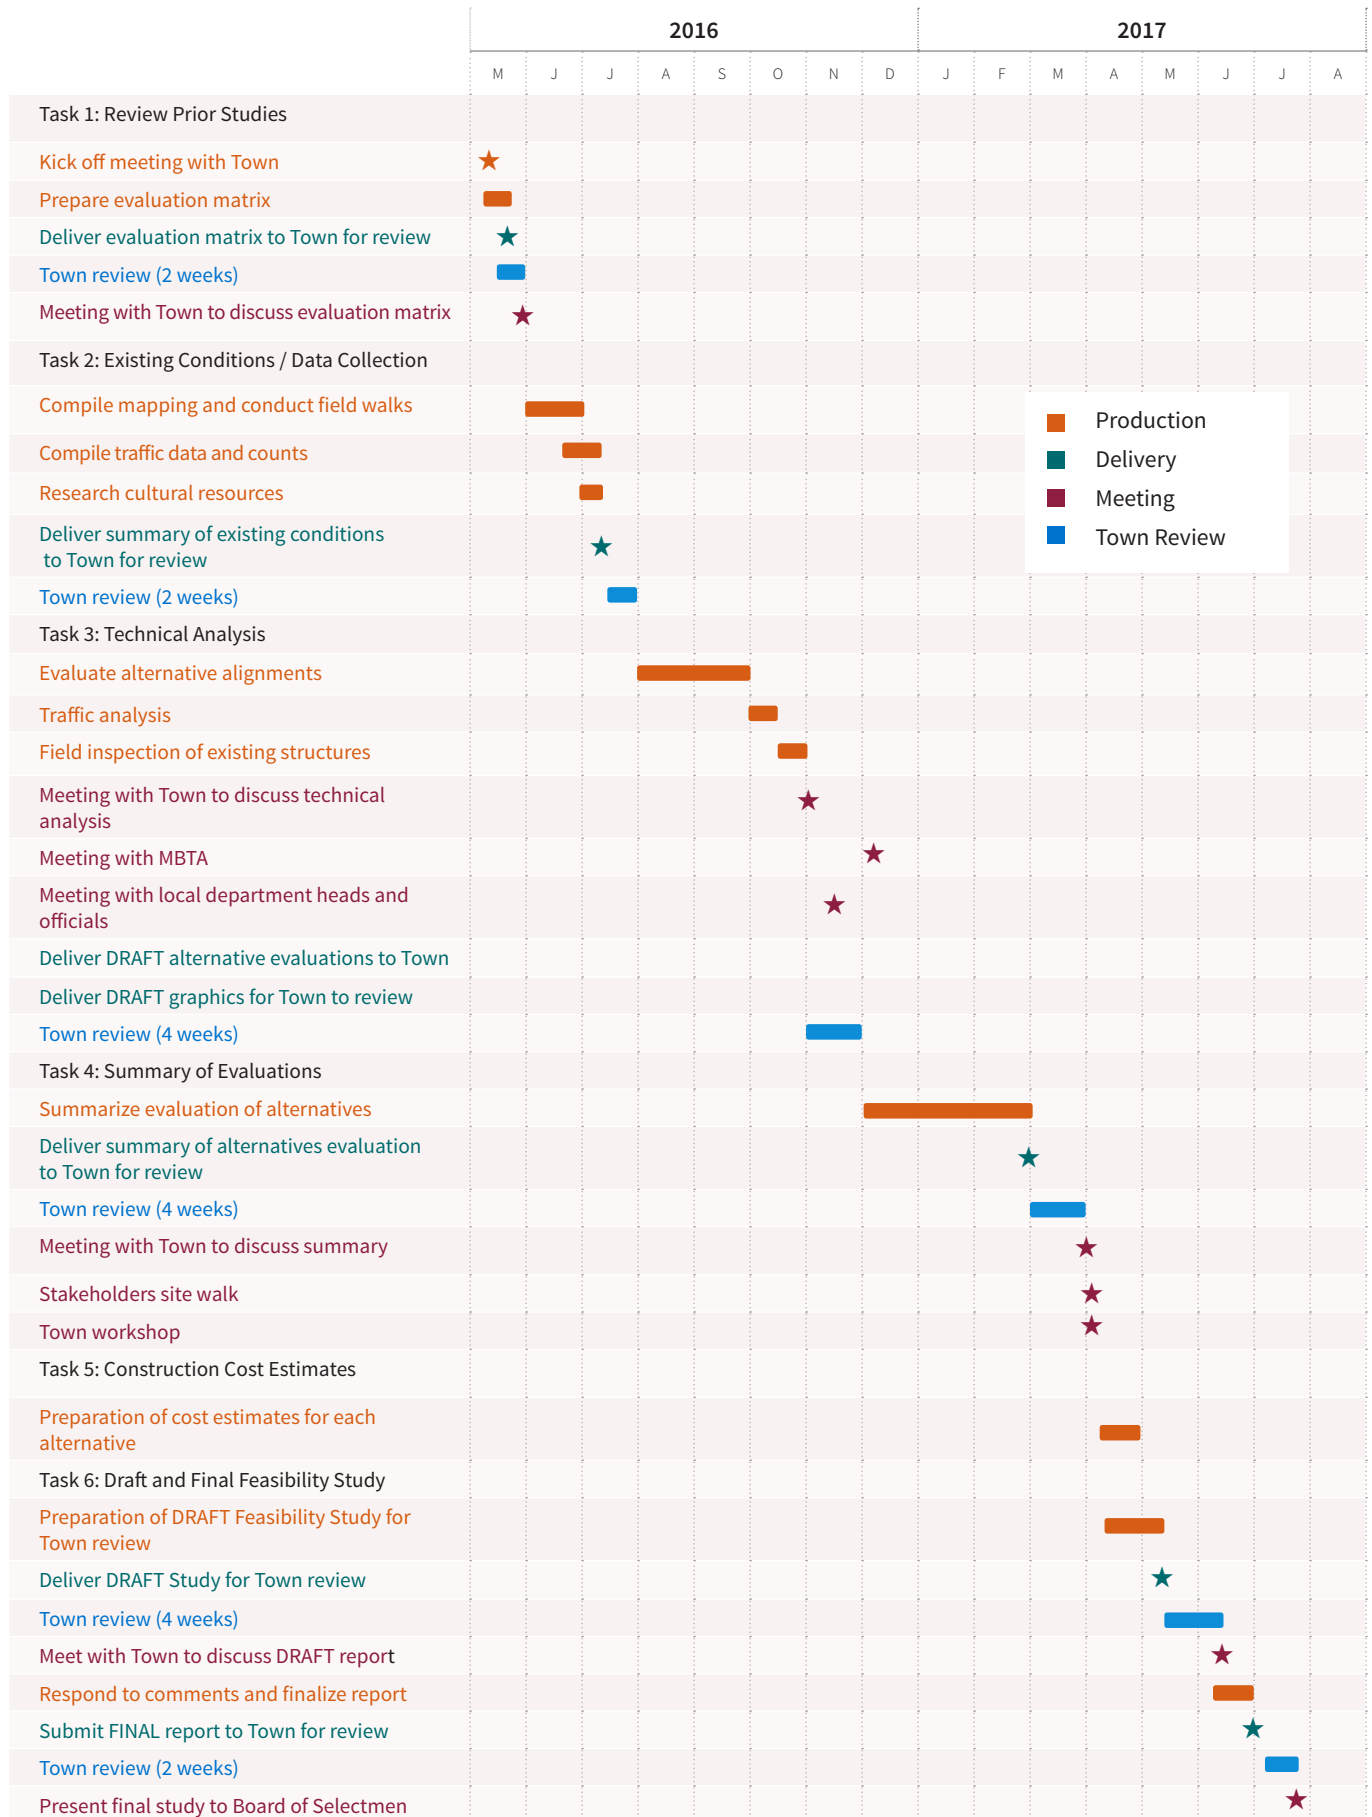 2016 2017
M J J A S O N D J F M A M J J A
Task 1: Review Prior Studies
Kick off meeting with Town
Prepare evaluation matrix
Deliver evaluation matrix to Town for review
Town review (2 weeks)
Meeting with Town to discuss evaluation matrix
Task 2: Existing Conditions / Data Collection
Compile mapping and conduct field walks
Compile traffic data and counts
Research cultural resources
Deliver summary of existing conditions
to Town for review
Town review (2 weeks)
Production
Delivery
Meeting
Town Review
Task 3: Technical Analysis
Evaluate alternative alignments
Traffic analysis
Field inspection of existing structures
Meeting with Town to discuss technical
analysis
Meeting with MBTA
Meeting with local department heads and
officials
Deliver DRAFT alternative evaluations to Town
Deliver DRAFT graphics for Town to review
Town review (4 weeks)
Task 4: Summary of Evaluations
Summarize evaluation of alternatives
Deliver summary of alternatives evaluation
to Town for review
Town review (4 weeks)
Meeting with Town to discuss summary
Stakeholders site walk
Town workshop
Task 5: Construction Cost Estimates
Preparation of cost estimates for each
alternative
Task 6: Draft and Final Feasibility Study
Preparation of DRAFT Feasibility Study for
Town review
Deliver DRAFT Study for Town review
Town review (4 weeks)
Meet with Town to discuss DRAFT report
Respond to comments and finalize report
Submit FINAL report to Town for review
Town review (2 weeks)
Present final study to Board of Selectmen